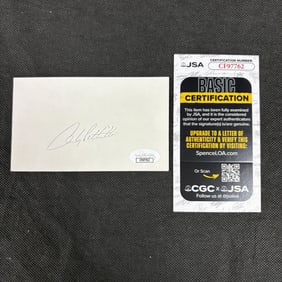 JSA
CERTIFICATION NUMBER
CF97762
BASIC
CERTIFICATION
This item has been fully examined
by JSA, and it is the considered
opinion of our expert authenticators
that the signature(s) is/are genuine.
UPGRADE TO A LETTER OF
AUTHENTICITY & VERIFY THIS
CERTIFICATION BY VISITING:
SpenceLOA.com
Or Scan
CGC x JSA
Follow us at @jsaloa